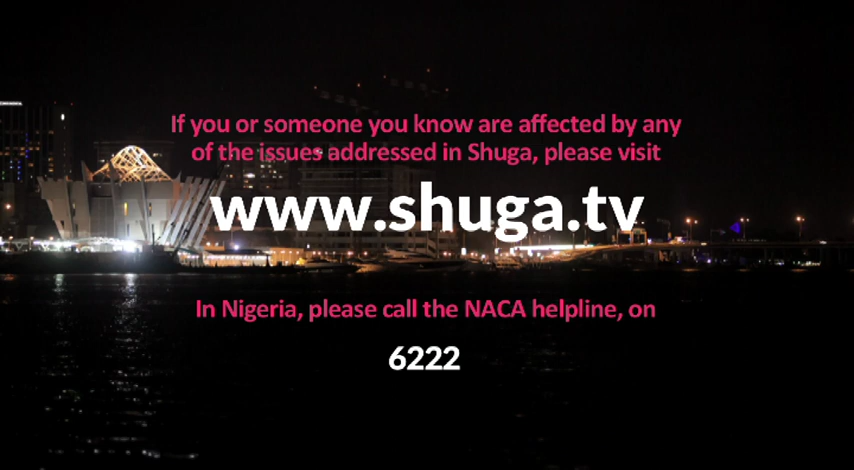 If you or someone you know are affected by any
of the issues addressed in Shuga, please visit
www.shuga.tv
In Nigeria, please call the NACA helpline, on
6222